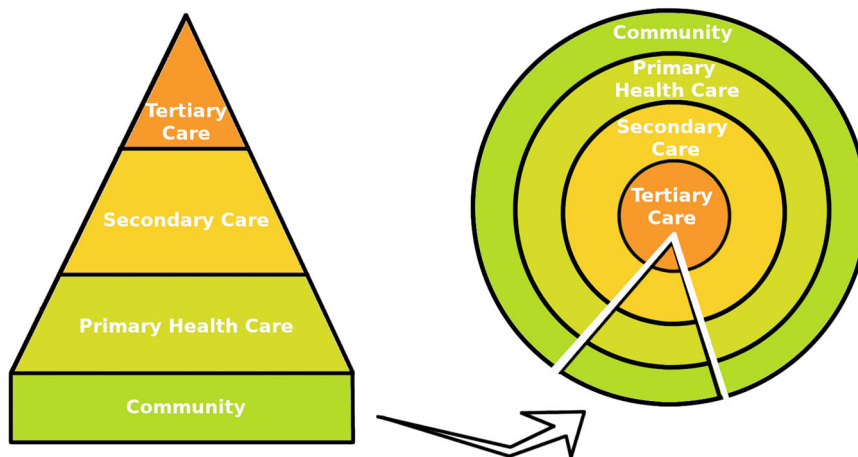 Tertiary
Care
Secondary Care
Primary Health Care
Community
Community
Primary
Health Care
Secondary
Care
Tertiary
Care